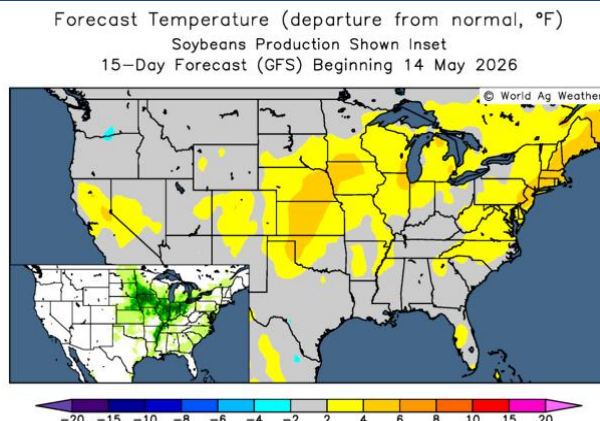 Forecast Temperature (departure from normal, °F)
Soybeans Production Shown Inset
15-Day Forecast (GFS) Beginning 14 May 2026
© World Ag Weather
-20 -15 -10 -8 -6 -4 -2 2 4 6 8 10 15 20